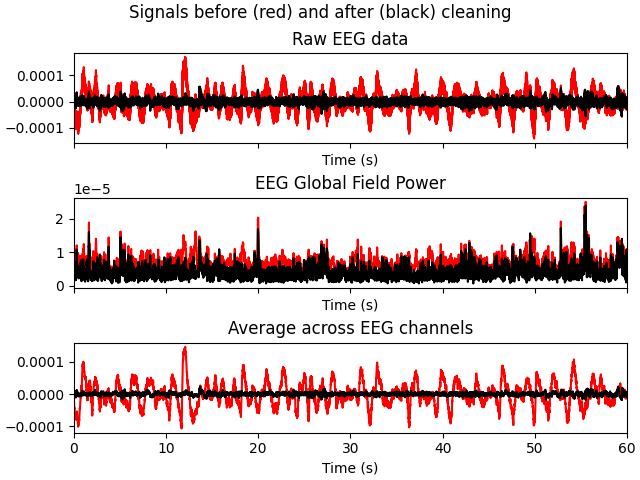 Signals before (red) and after (black) cleaning
Raw EEG data
0.0001
0.0000
−0.0001
Time (s)
EEG Global Field Power
1e−5
2
1
0
Time (s)
Average across EEG channels
0.0001
0.0000
−0.0001
0 10 20 30 40 50 60
Time (s)